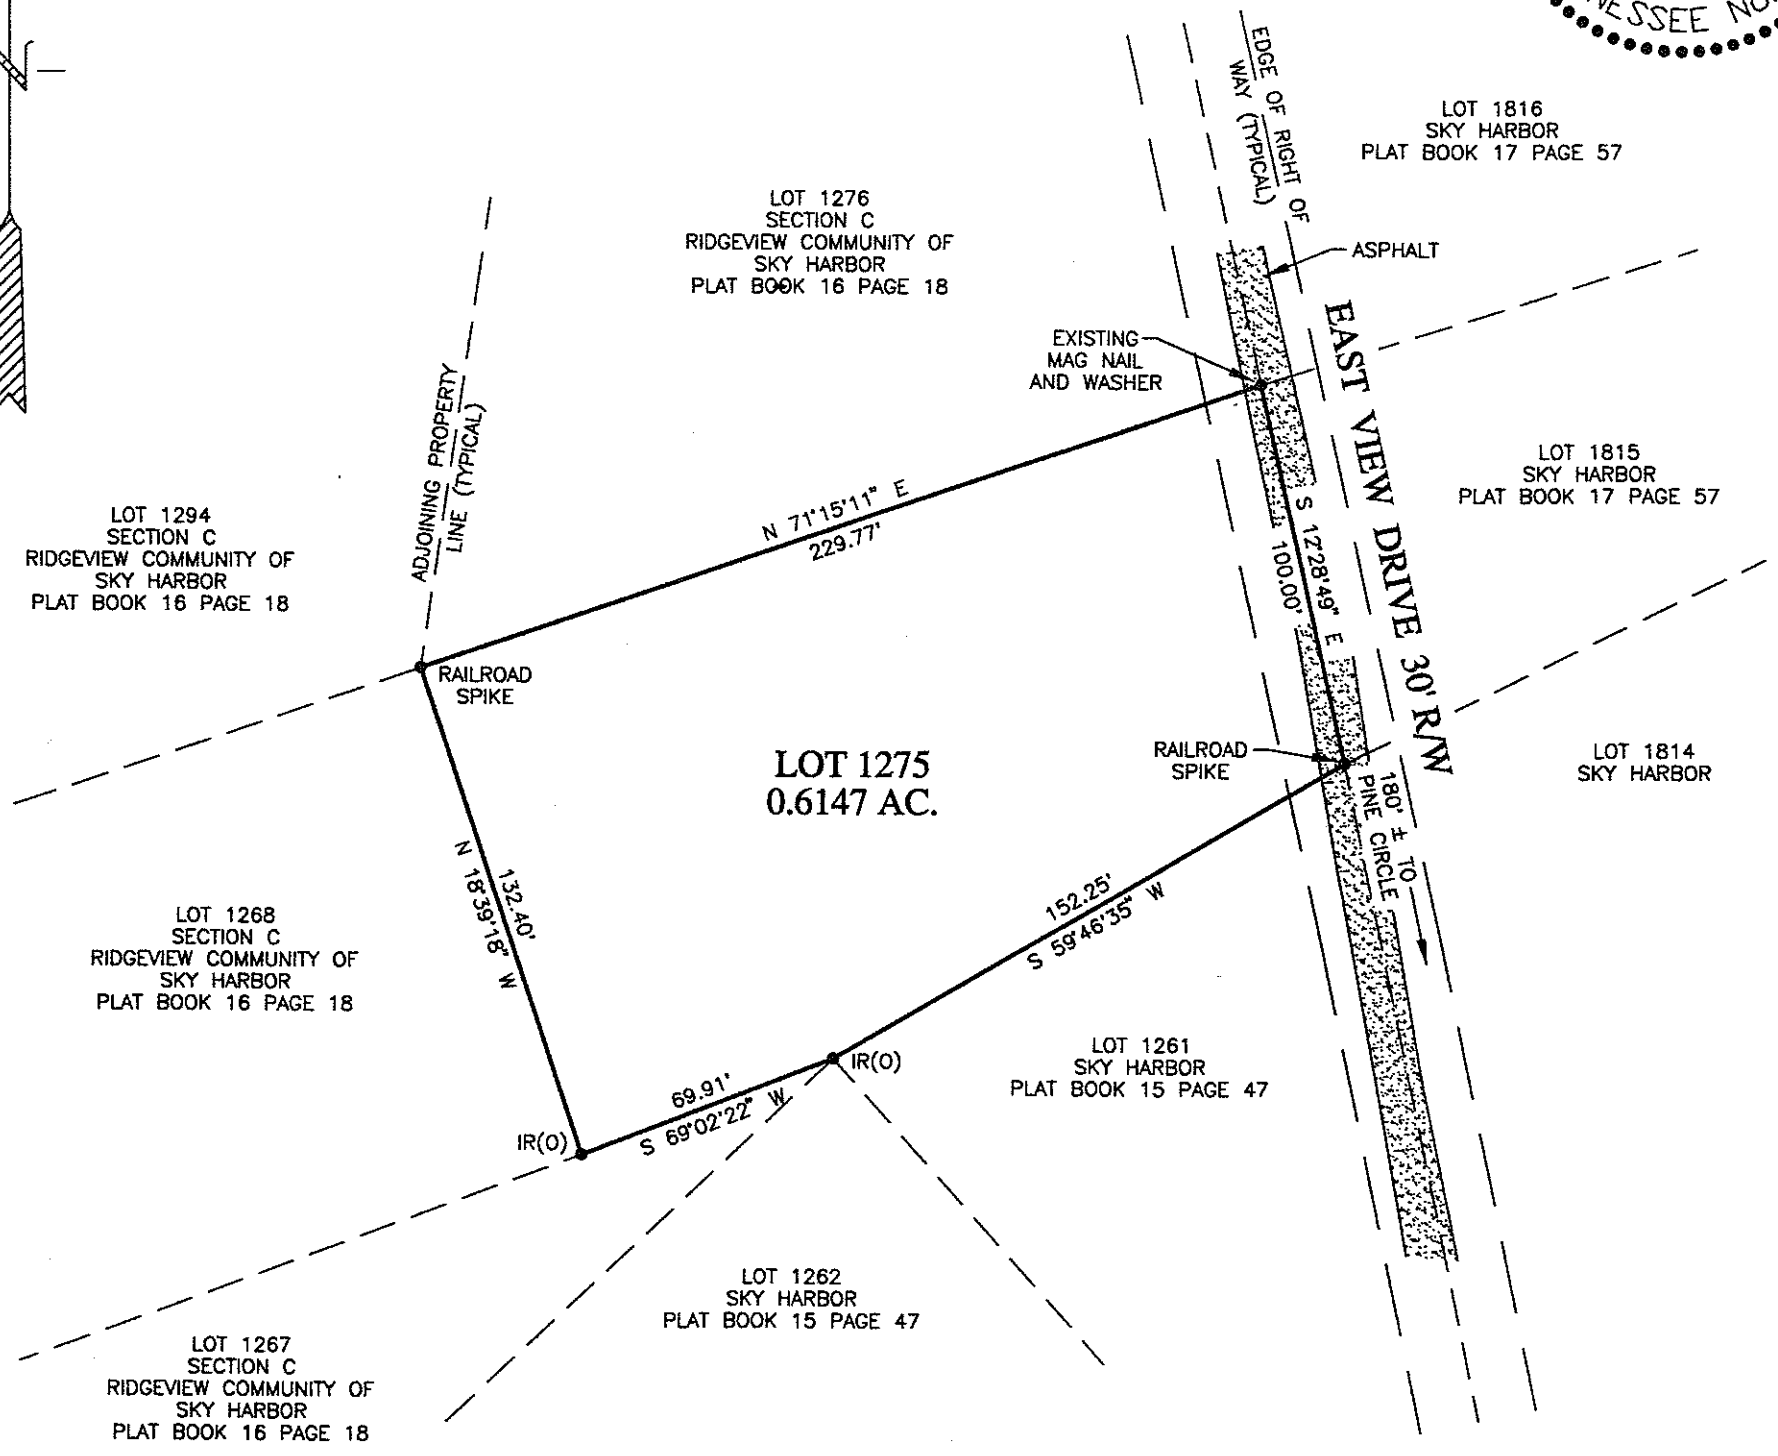 NESSEE NO.
EDGE OF RIGHT OF
WAY (TYPICAL)
LOT 1816
SKY HARBOR
PLAT BOOK 17 PAGE 57
LOT 1276
SECTION C
RIDGEVIEW COMMUNITY OF
SKY HARBOR
PLAT BOOK 16 PAGE 18
ASPHALT
EXISTING
MAG NAIL
AND WASHER
EAST VIEW DRIVE 30' R/W
ADJOINING PROPERTY
LINE (TYPICAL)
LOT 1815
SKY HARBOR
PLAT BOOK 17 PAGE 57
N 71°15'11" E
229.77'
S 12°28'49" E
100.00'
LOT 1294
SECTION C
RIDGEVIEW COMMUNITY OF
SKY HARBOR
PLAT BOOK 16 PAGE 18
RAILROAD
SPIKE
LOT 1275
0.6147 AC.
RAILROAD
SPIKE
LOT 1814
SKY HARBOR
180' ± TO
PINE CIRCLE
132.40'
N 18°39'18" W
152.25'
S 59°46'35" W
LOT 1268
SECTION C
RIDGEVIEW COMMUNITY OF
SKY HARBOR
PLAT BOOK 16 PAGE 18
IR(O)
LOT 1261
SKY HARBOR
PLAT BOOK 15 PAGE 47
69.91'
S 69°02'22" W
IR(O)
LOT 1262
SKY HARBOR
PLAT BOOK 15 PAGE 47
LOT 1267
SECTION C
RIDGEVIEW COMMUNITY OF
SKY HARBOR
PLAT BOOK 16 PAGE 18